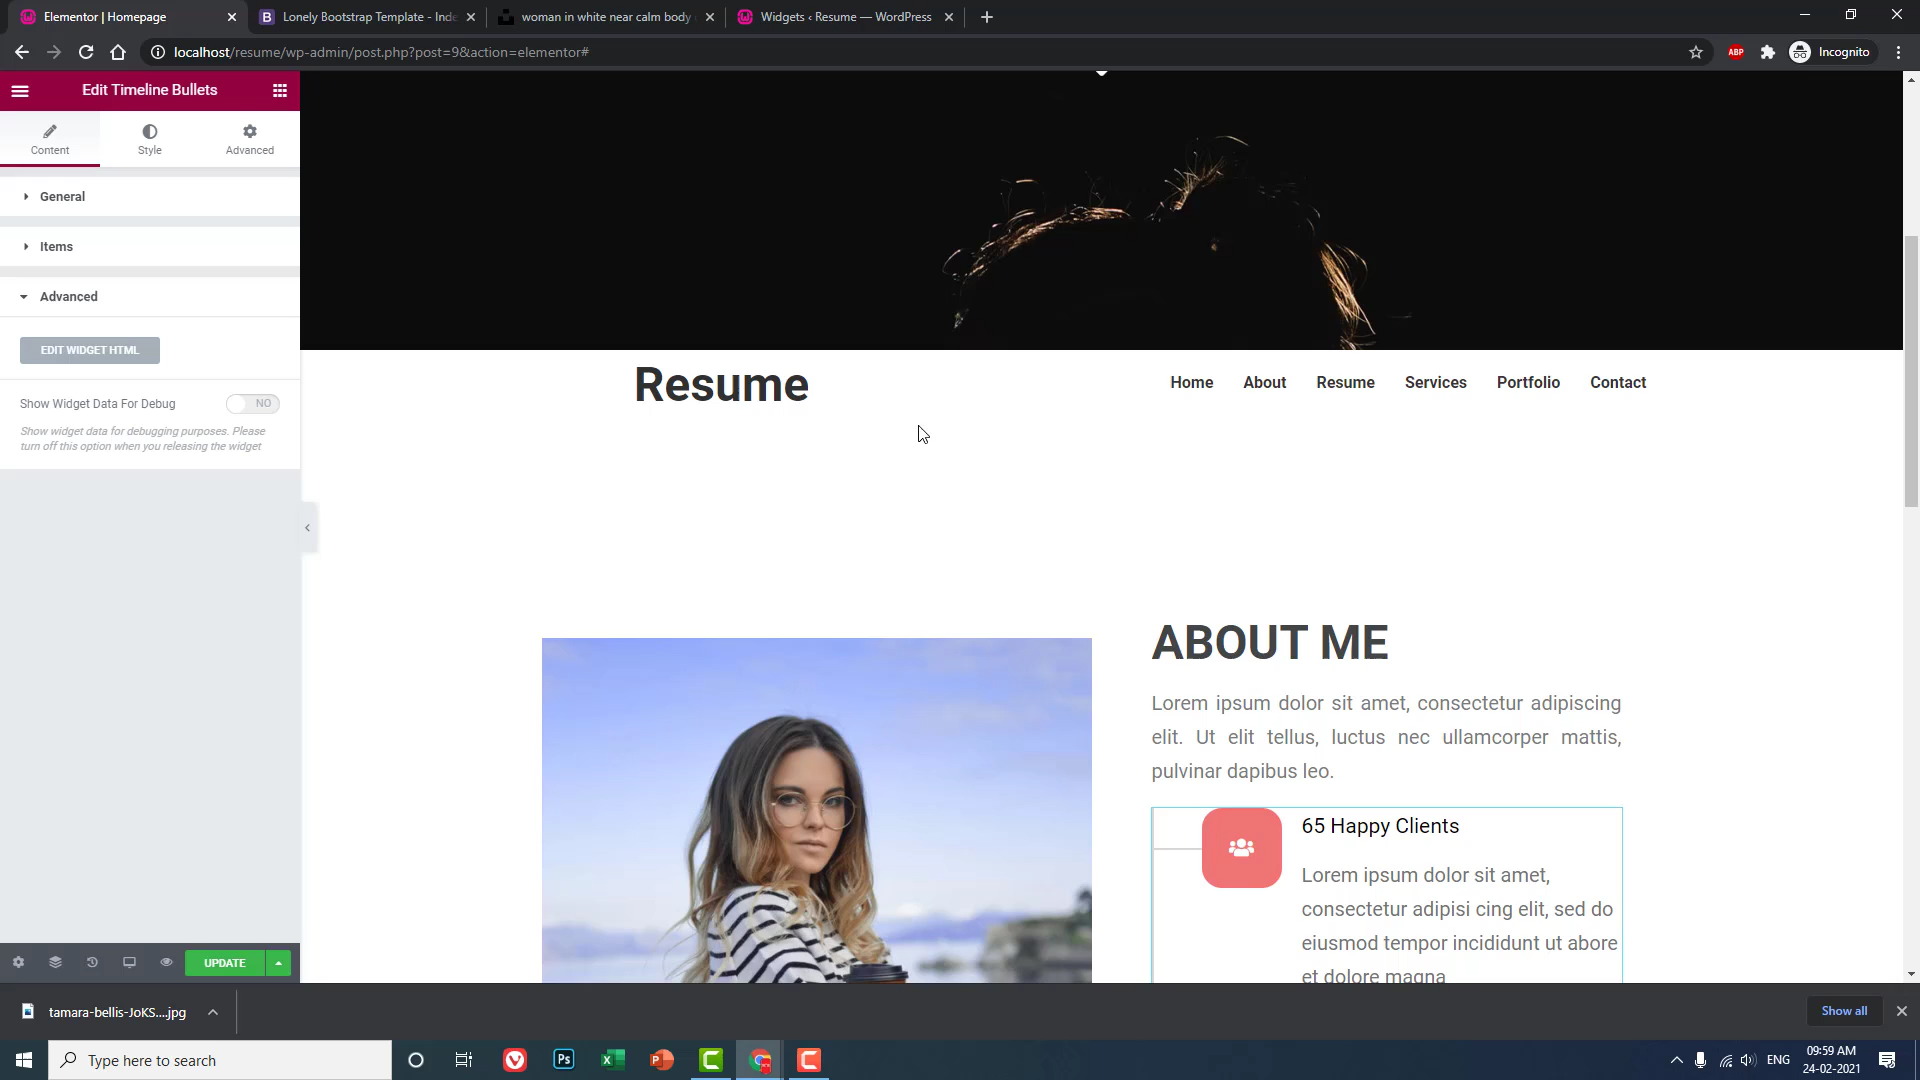 Elementor | Homepage
Lonely Bootstrap Template - Inde
woman in white near calm body
Widgets ‹ Resume — WordPress
localhost/resume/wp-admin/post.php?post=9&action=elementor#
ABP
Incognito
Edit Timeline Bullets
Content
Style
Advanced
General
Items
Advanced
EDIT WIDGET HTML
Show Widget Data For Debug
NO
Show widget data for debugging purposes. Please
turn off this option when you releasing the widget
UPDATE
Resume
Home
About
Resume
Services
Portfolio
Contact
ABOUT ME
Lorem ipsum dolor sit amet, consectetur adipiscing
elit. Ut elit tellus, luctus nec ullamcorper mattis,
pulvinar dapibus leo.
65 Happy Clients
Lorem ipsum dolor sit amet,
consectetur adipisi cing elit, sed do
eiusmod tempor incididunt ut abore
et dolore magna
tamara-bellis-JoKS....jpg
Show all
Type here to search
Ps
ENG
09:59 AM
24-02-2021